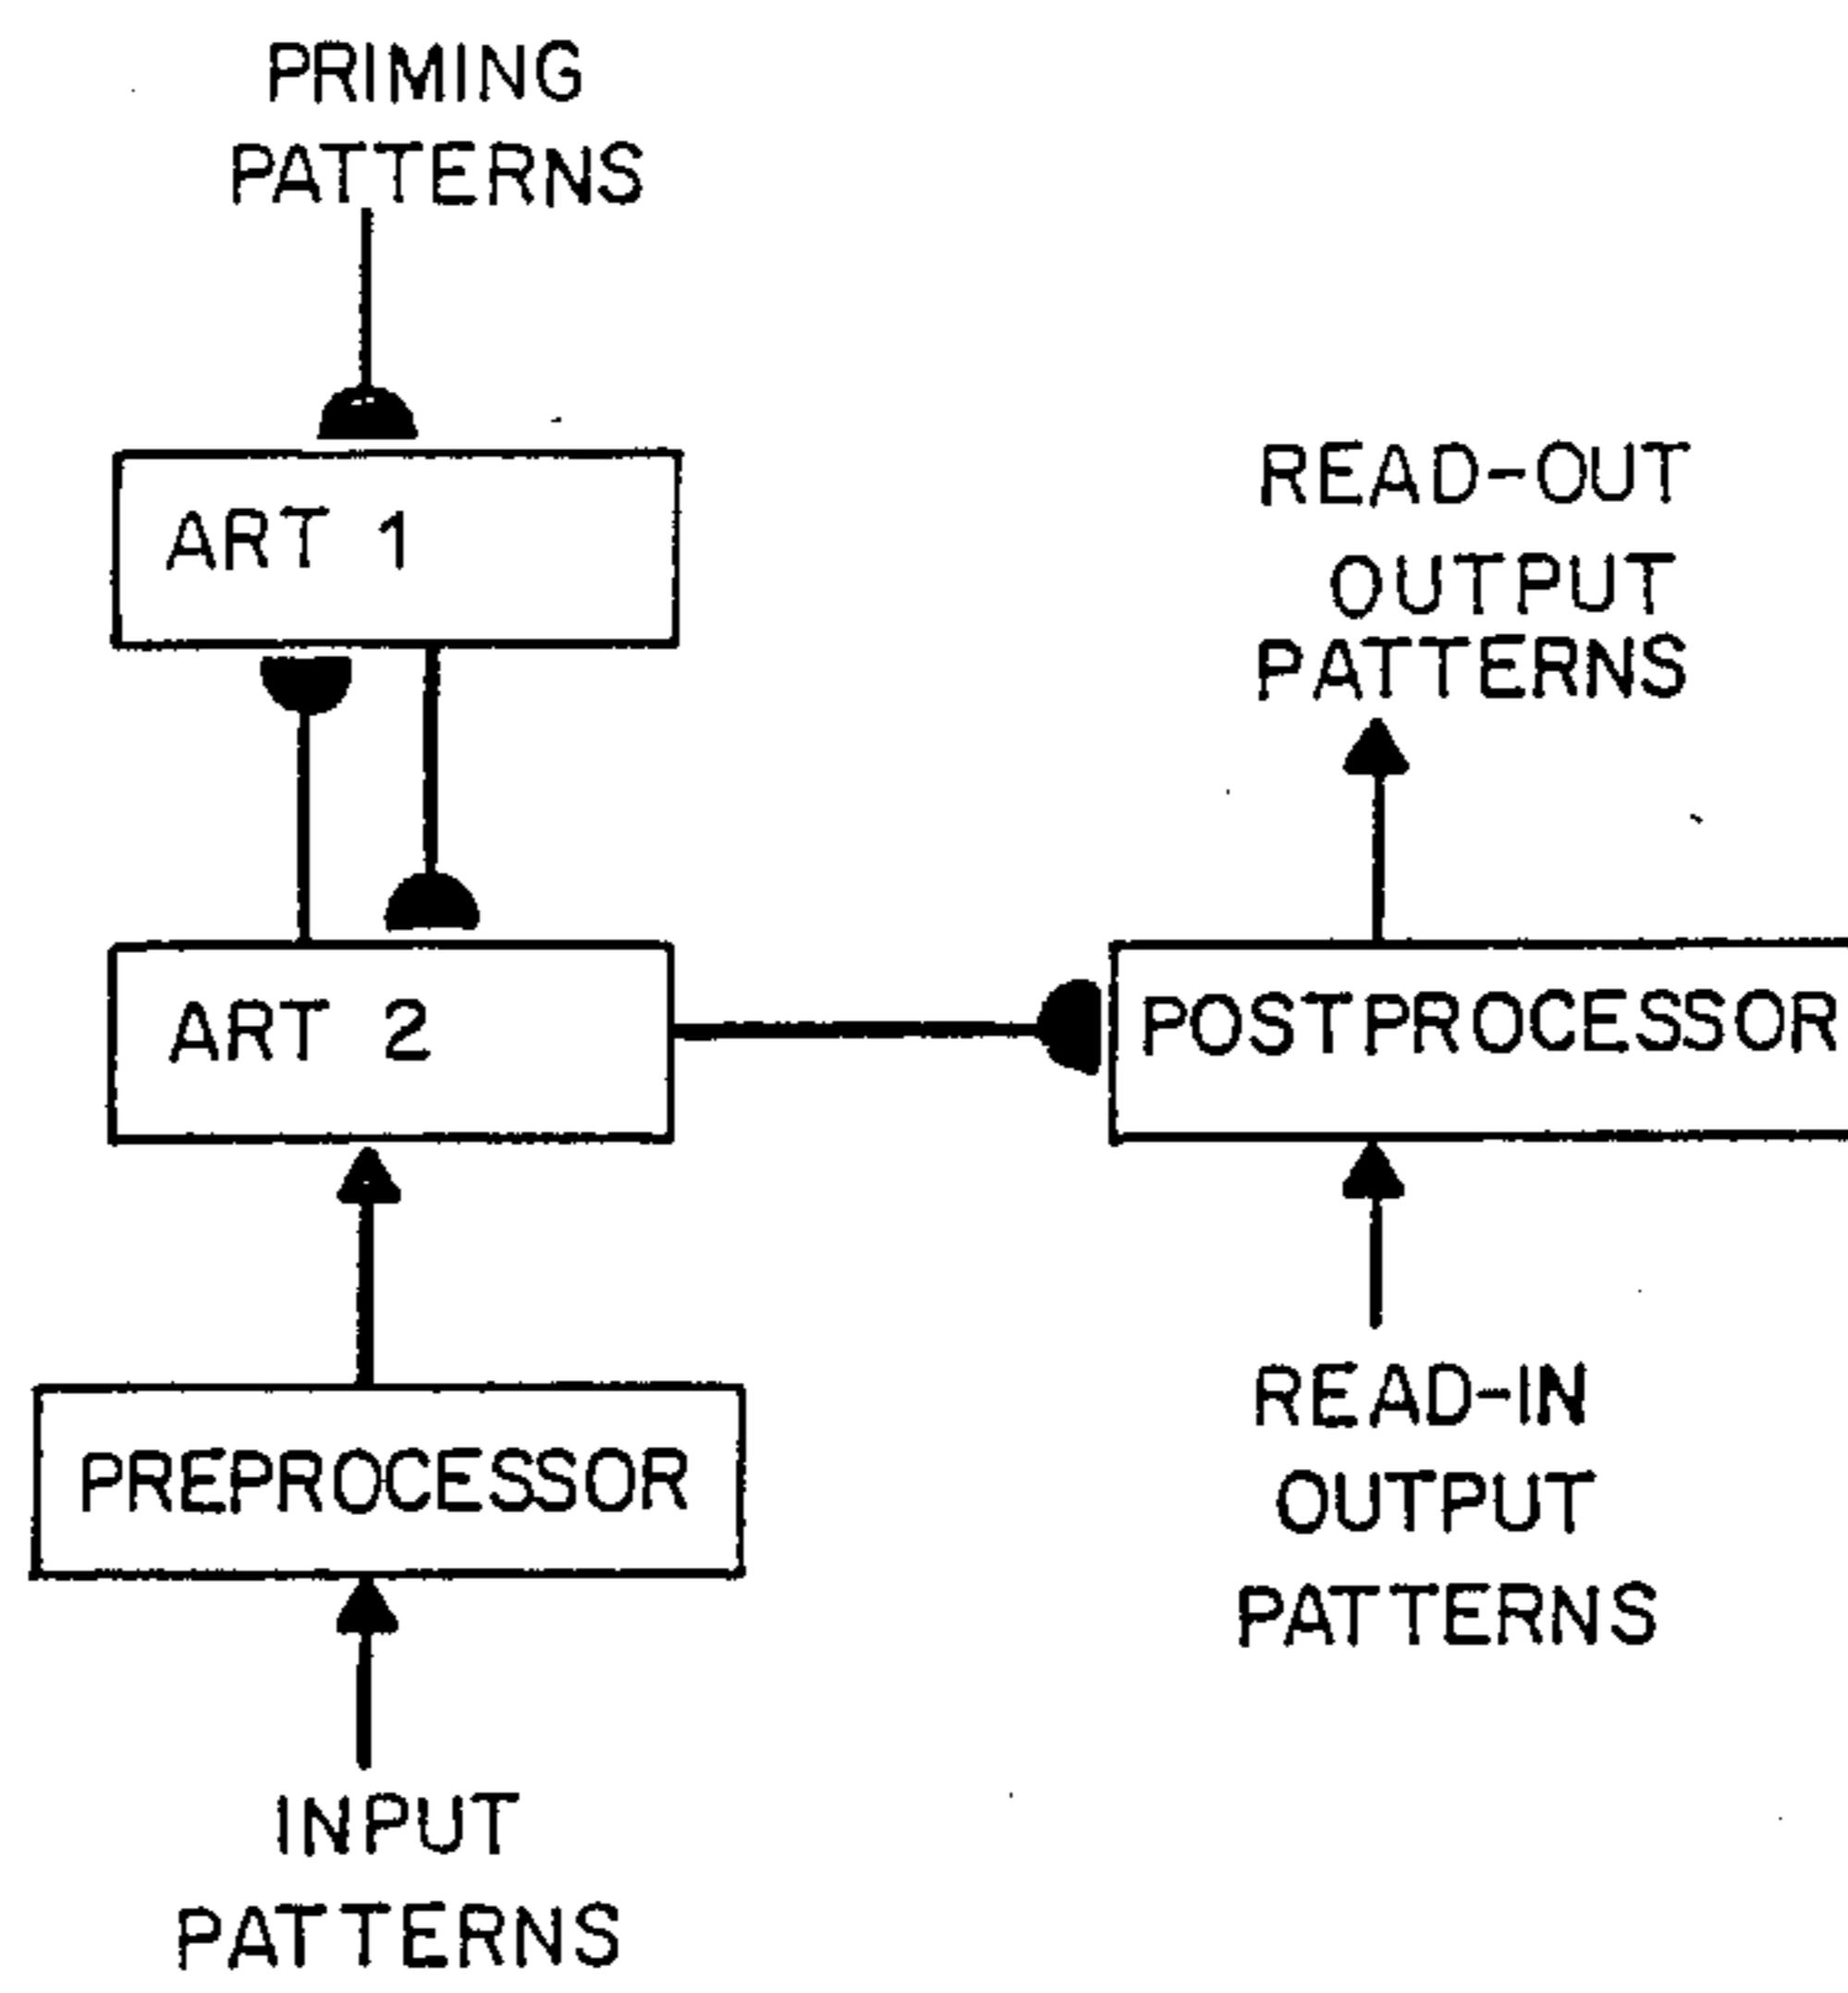 PRIMING
PATTERNS
ART 1
READ-OUT
OUTPUT
PATTERNS
ART 2
POSTPROCESSOR
PREPROCESSOR
READ-IN
OUTPUT
PATTERNS
INPUT
PATTERNS